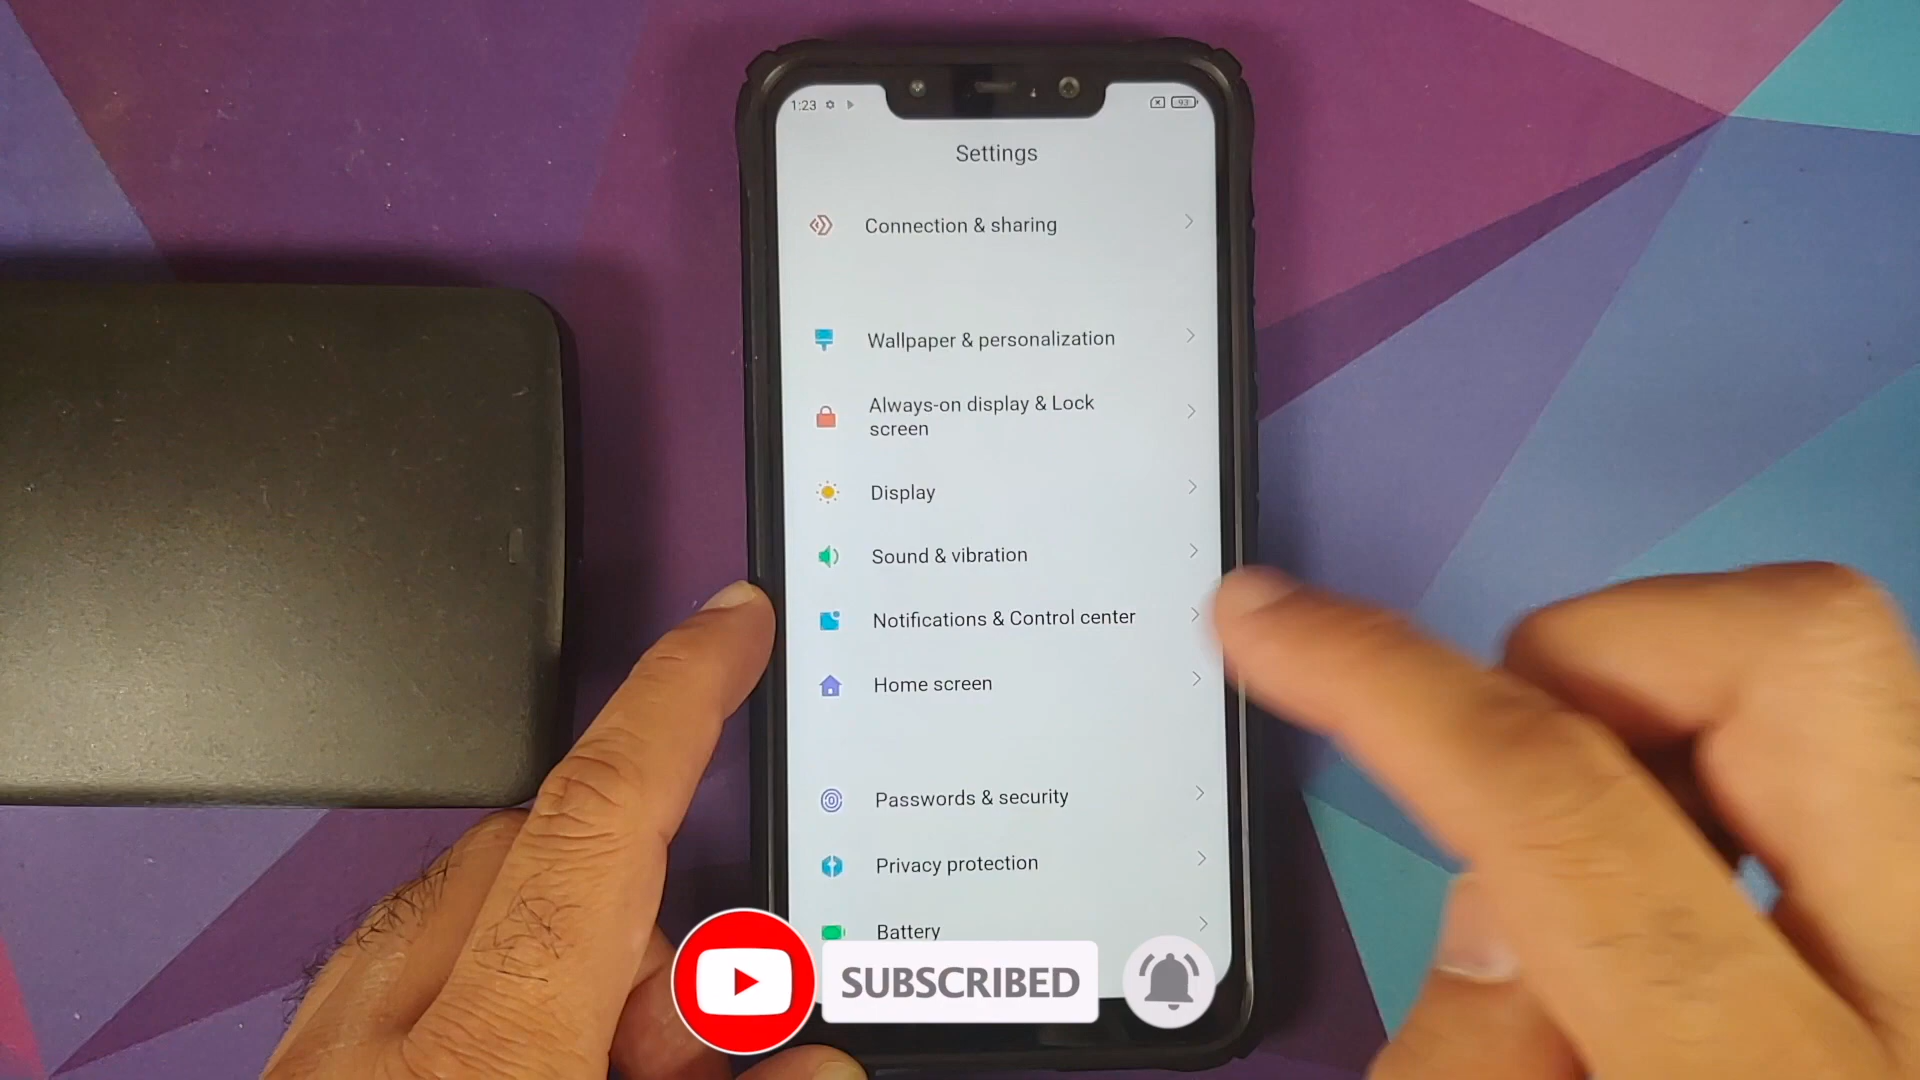 1:23
93
Settings
Connection & sharing
Wallpaper & personalization
Always-on display & Lock
screen
Display
Sound & vibration
Notifications & Control center
Home screen
Passwords & security
Privacy protection
Battery
SUBSCRIBED